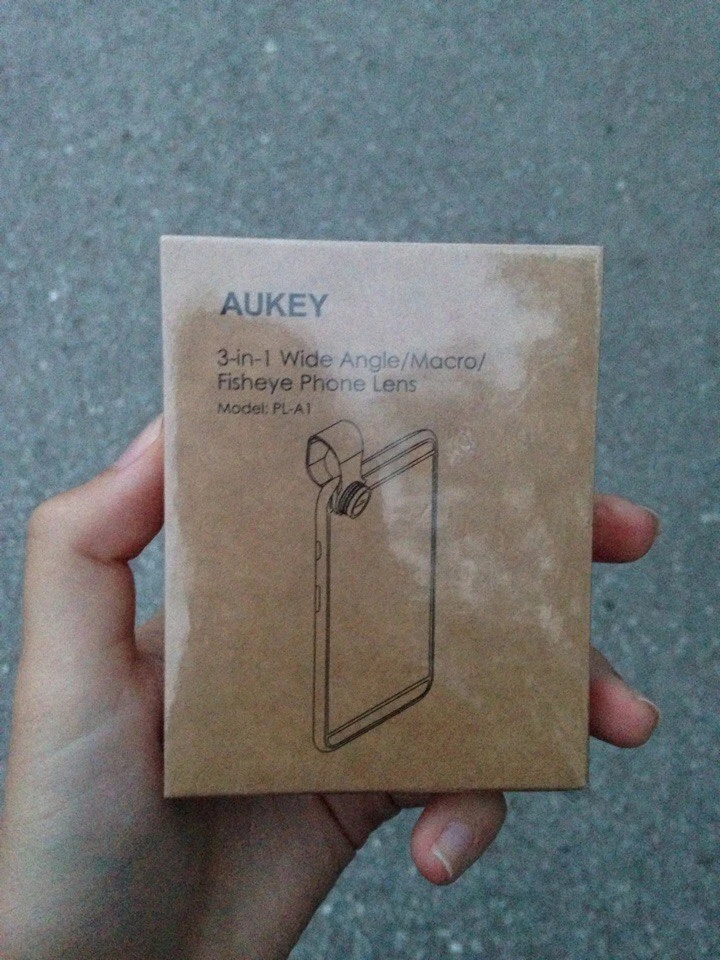 AUKEY
3-in-1 Wide Angle/Macro/
Fisheye Phone Lens
Model: PL-A1